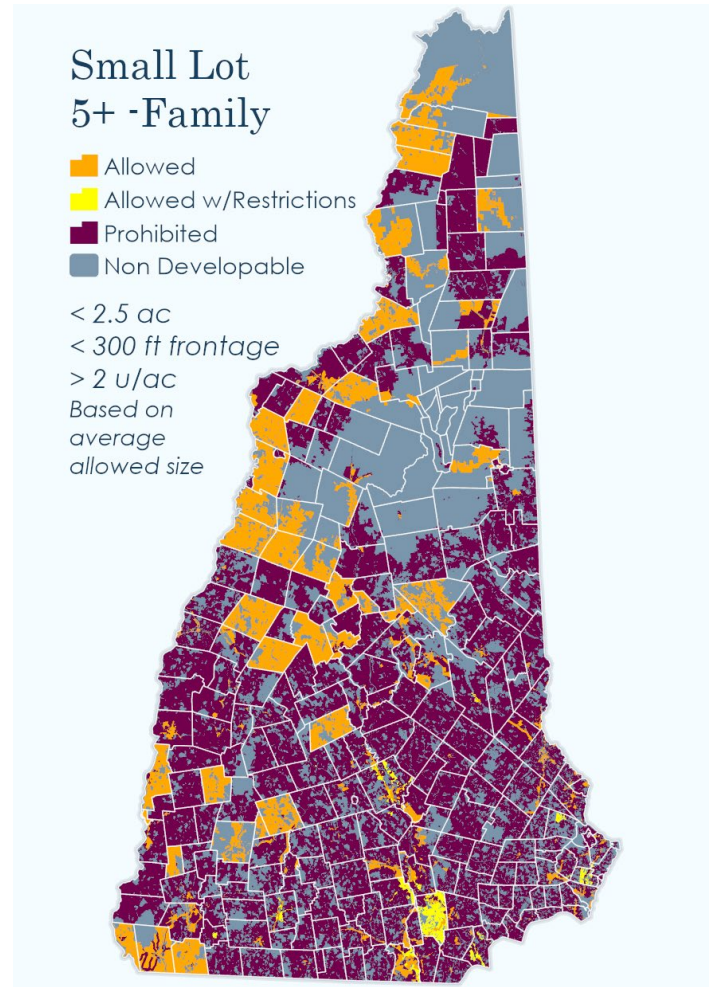 Small Lot
5+ -Family
Allowed
Allowed w/Restrictions
Prohibited
Non Developable
< 2.5 ac
< 300 ft frontage
> 2 u/ac
Based on
average
allowed size